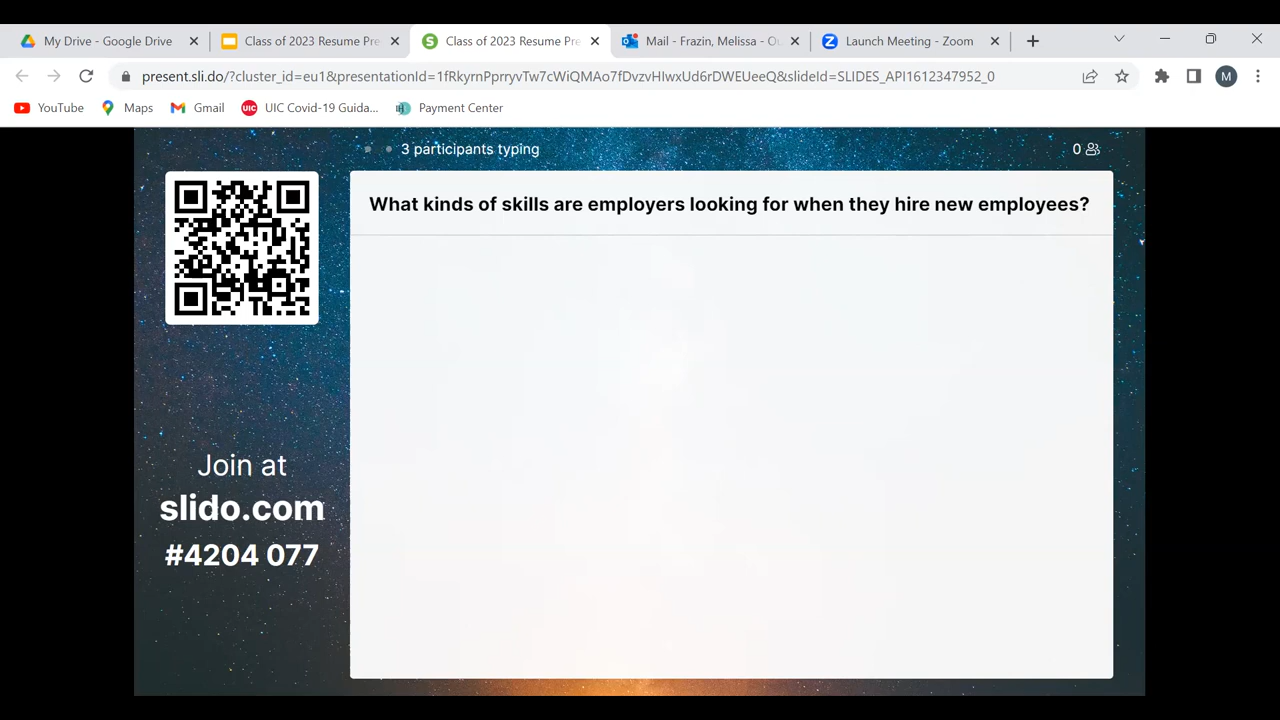 My Drive - Google Drive
Class of 2023 Resume Pre
Class of 2023 Resume Pre
Mail - Frazin, Melissa - Ou
Launch Meeting - Zoom
present.sli.do/?cluster_id=eu1&presentationId=1fRkyrnPprryvTw7cWiQMAo7fDvzvHIwxUd6rDWEUeeQ&slideId=SLIDES_API1612347952_0
M
YouTube
Maps
Gmail
UIC
UIC Covid-19 Guida...
Payment Center
3 participants typing
0
What kinds of skills are employers looking for when they hire new employees?
Join at
slido.com
#4204 077